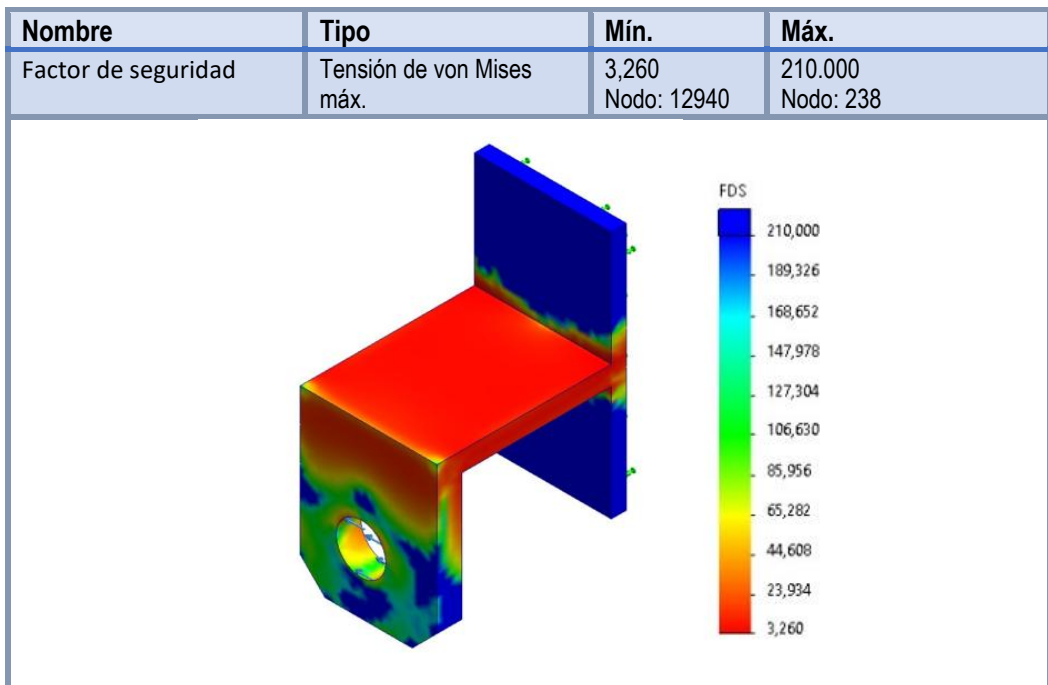 Nombre Tipo Mín. Máx.
Factor de seguridad Tensión de von Mises 3,260 210.000
máx. Nodo: 12940 Nodo: 238
FDS
210,000
189,326
168,652
147,978
127,304
106,630
85,956
65,282
44,608
23,934
3,260